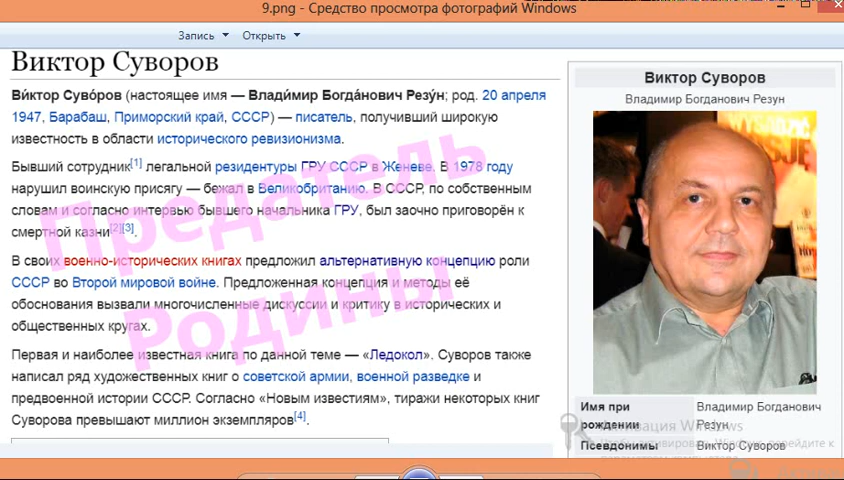 9.png - Средство просмотра фотографий Windows
Запись Открыть
Виктор Суворов
Ви́ктор Суво́ров (настоящее имя — Влади́мир Богда́нович Резу́н; род. 20 апреля
1947, Барабаш, Приморский край, СССР) — писатель, получивший широкую
известность в области исторического ревизионизма.
Бывший сотрудник[1] легальной резидентуры ГРУ СССР в Женеве. В 1978 году
нарушил воинскую присягу — бежал в Великобританию. В СССР, по собственным
словам и согласно интервью бывшего начальника ГРУ, был заочно приговорён к
смертной казни[2][3].
В своих военно-исторических книгах предложил альтернативную концепцию роли
СССР во Второй мировой войне. Предложенная концепция и методы её
обоснования вызвали многочисленные дискуссии и критику в исторических и
общественных кругах.
Первая и наиболее известная книга по данной теме — «Ледокол». Суворов также
написал ряд художественных книг о советской армии, военной разведке и
предвоенной истории СССР. Согласно «Новым известиям», тиражи некоторых книг
Суворова превышают миллион экземпляров[4].
Предатель
Родины
Виктор Суворов
Владимир Богданович Резун
Имя при рождении
Владимир Богданович Резун
Псевдонимы
Виктор Суворов